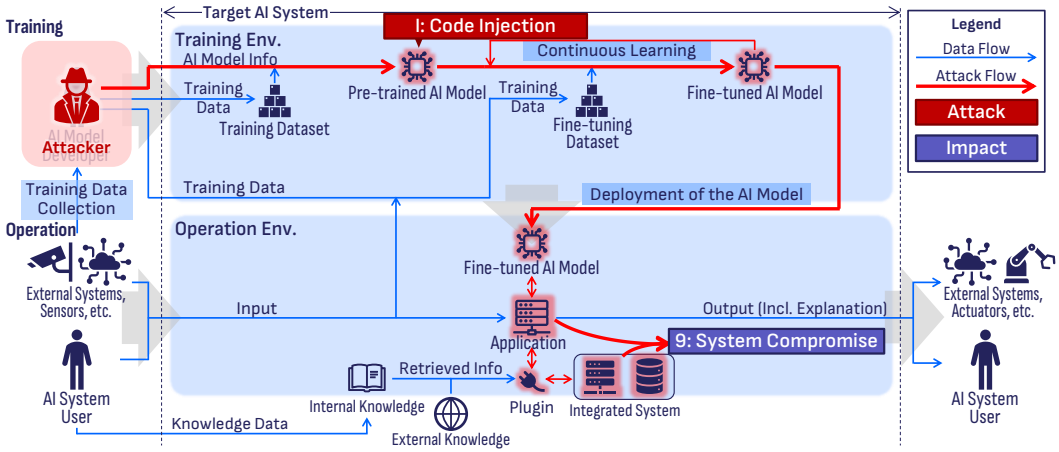 Training
Target AI System
I: Code Injection
Legend
Data Flow
Attack Flow
Attack
Impact
Training Env.
AI Model Info
Continuous Learning
Training
Data
Pre-trained AI Model
Training
Data
Fine-tuned AI Model
Training Dataset
Fine-tuning
Dataset
AI Model
Developer
Attacker
Training Data
Collection
Training Data
Deployment of the AI Model
Operation
Operation Env.
Fine-tuned AI Model
External Systems,
Sensors, etc.
Input
Application
Output (Incl. Explanation)
External Systems,
Actuators, etc.
9: System Compromise
AI System
User
Retrieved Info
Internal Knowledge
Plugin
Integrated System
AI System
User
Knowledge Data
External Knowledge